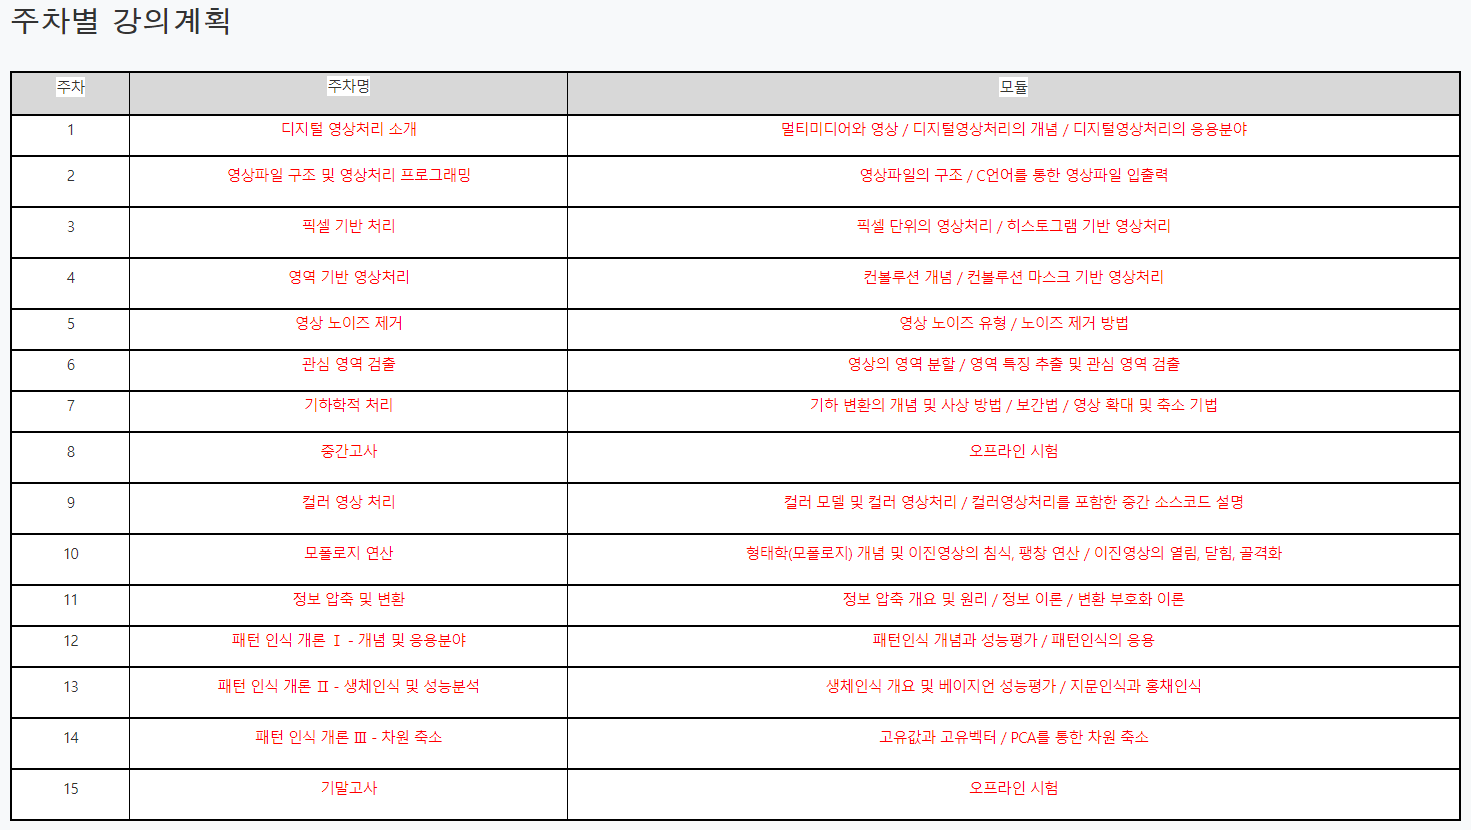 주차별 강의계획
주차 주차명 모듈
1 디지털 영상처리 소개 멀티미디어와 영상 / 디지털영상처리의 개념 / 디지털영상처리의 응용분야
2 영상파일 구조 및 영상처리 프로그래밍 영상파일의 구조 / C언어를 통한 영상파일 입출력
3 픽셀 기반 처리 픽셀 단위의 영상처리 / 히스토그램 기반 영상처리
4 영역 기반 영상처리 컨볼루션 개념 / 컨볼루션 마스크 기반 영상처리
5 영상 노이즈 제거 영상 노이즈 유형 / 노이즈 제거 방법
6 관심 영역 검출 영상의 영역 분할 / 영역 특징 추출 및 관심 영역 검출
7 기하학적 처리 기하 변환의 개념 및 사상 방법 / 보간법 / 영상 확대 및 축소 기법
8 중간고사 오프라인 시험
9 컬러 영상 처리 컬러 모델 및 컬러 영상처리 / 컬러영상처리를 포함한 중간 소스코드 설명
10 모폴로지 연산 형태학(모폴로지) 개념 및 이진영상의 침식, 팽창 연산 / 이진영상의 열림, 닫힘, 골격화
11 정보 압축 및 변환 정보 압축 개요 및 원리 / 정보 이론 / 변환 부호화 이론
12 패턴 인식 개론 Ⅰ - 개념 및 응용분야 패턴인식 개념과 성능평가 / 패턴인식의 응용
13 패턴 인식 개론 Ⅱ - 생체인식 및 성능분석 생체인식 개요 및 베이지언 성능평가 / 지문인식과 홍채인식
14 패턴 인식 개론 Ⅲ - 차원 축소 고유값과 고유벡터 / PCA를 통한 차원 축소
15 기말고사 오프라인 시험